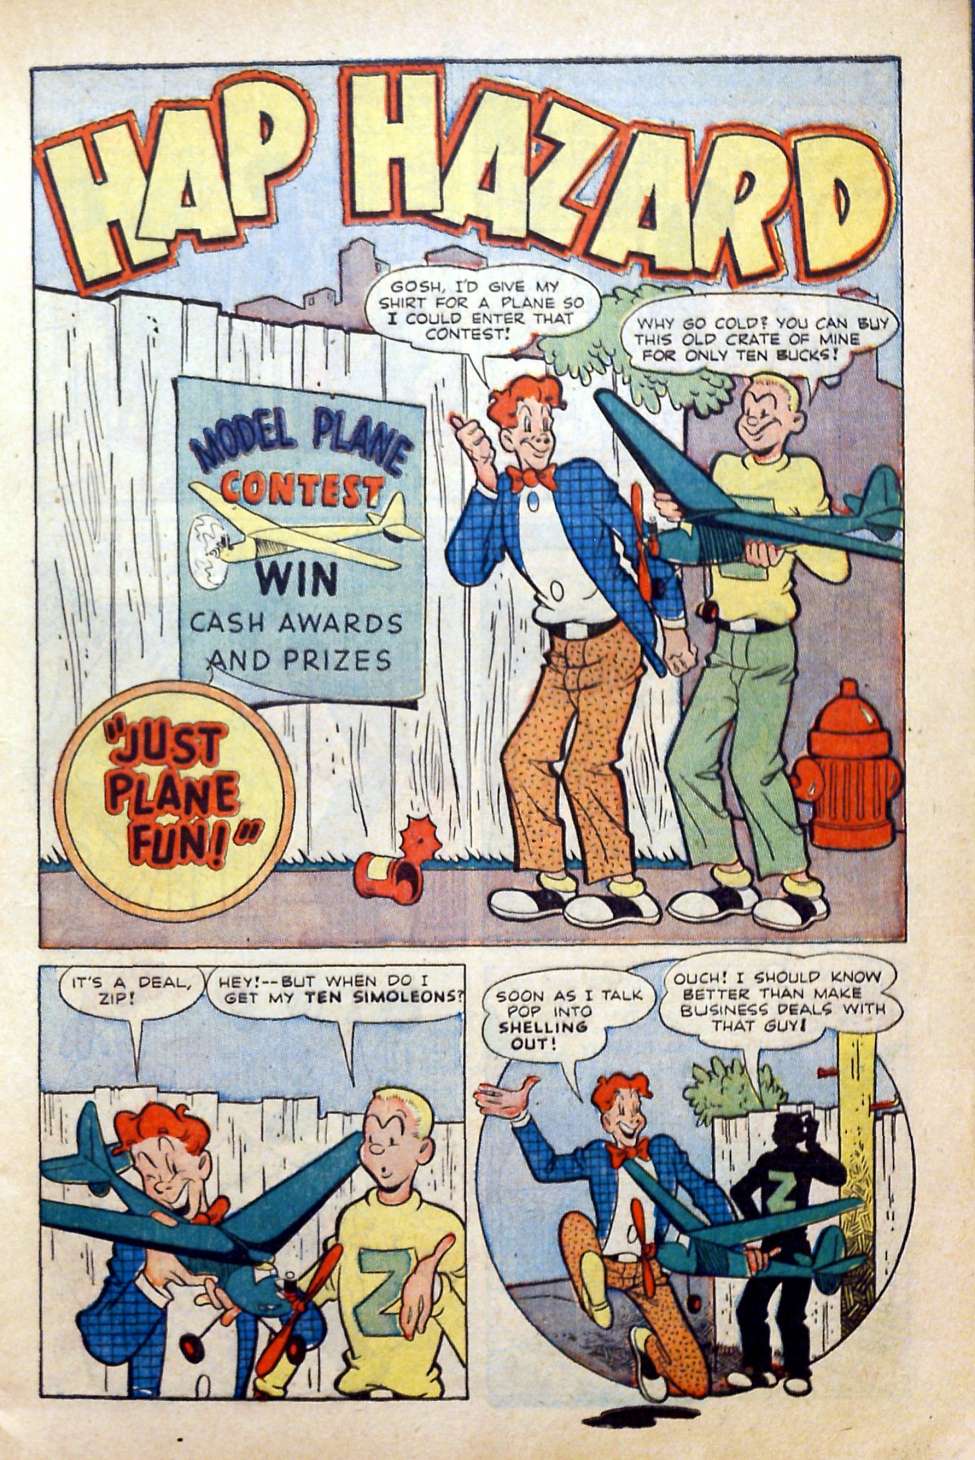 HAP HAZARD
GOSH, I'D GIVE MY
SHIRT FOR A PLANE SO
I COULD ENTER THAT
CONTEST!
WHY GO COLD? YOU CAN BUY
THIS OLD CRATE OF MINE
FOR ONLY TEN BUCKS!
MODEL PLANE
CONTEST
WIN
CASH AWARDS
AND PRIZES
"JUST
PLANE
FUN!"
Z
IT'S A DEAL,
ZIP!
HEY!--BUT WHEN DO I
GET MY TEN SIMOLEONS?
Z
SOON AS I TALK
POP INTO
SHELLING
OUT!
OUCH! I SHOULD KNOW
BETTER THAN MAKE
BUSINESS DEALS WITH
THAT GUY!
Z